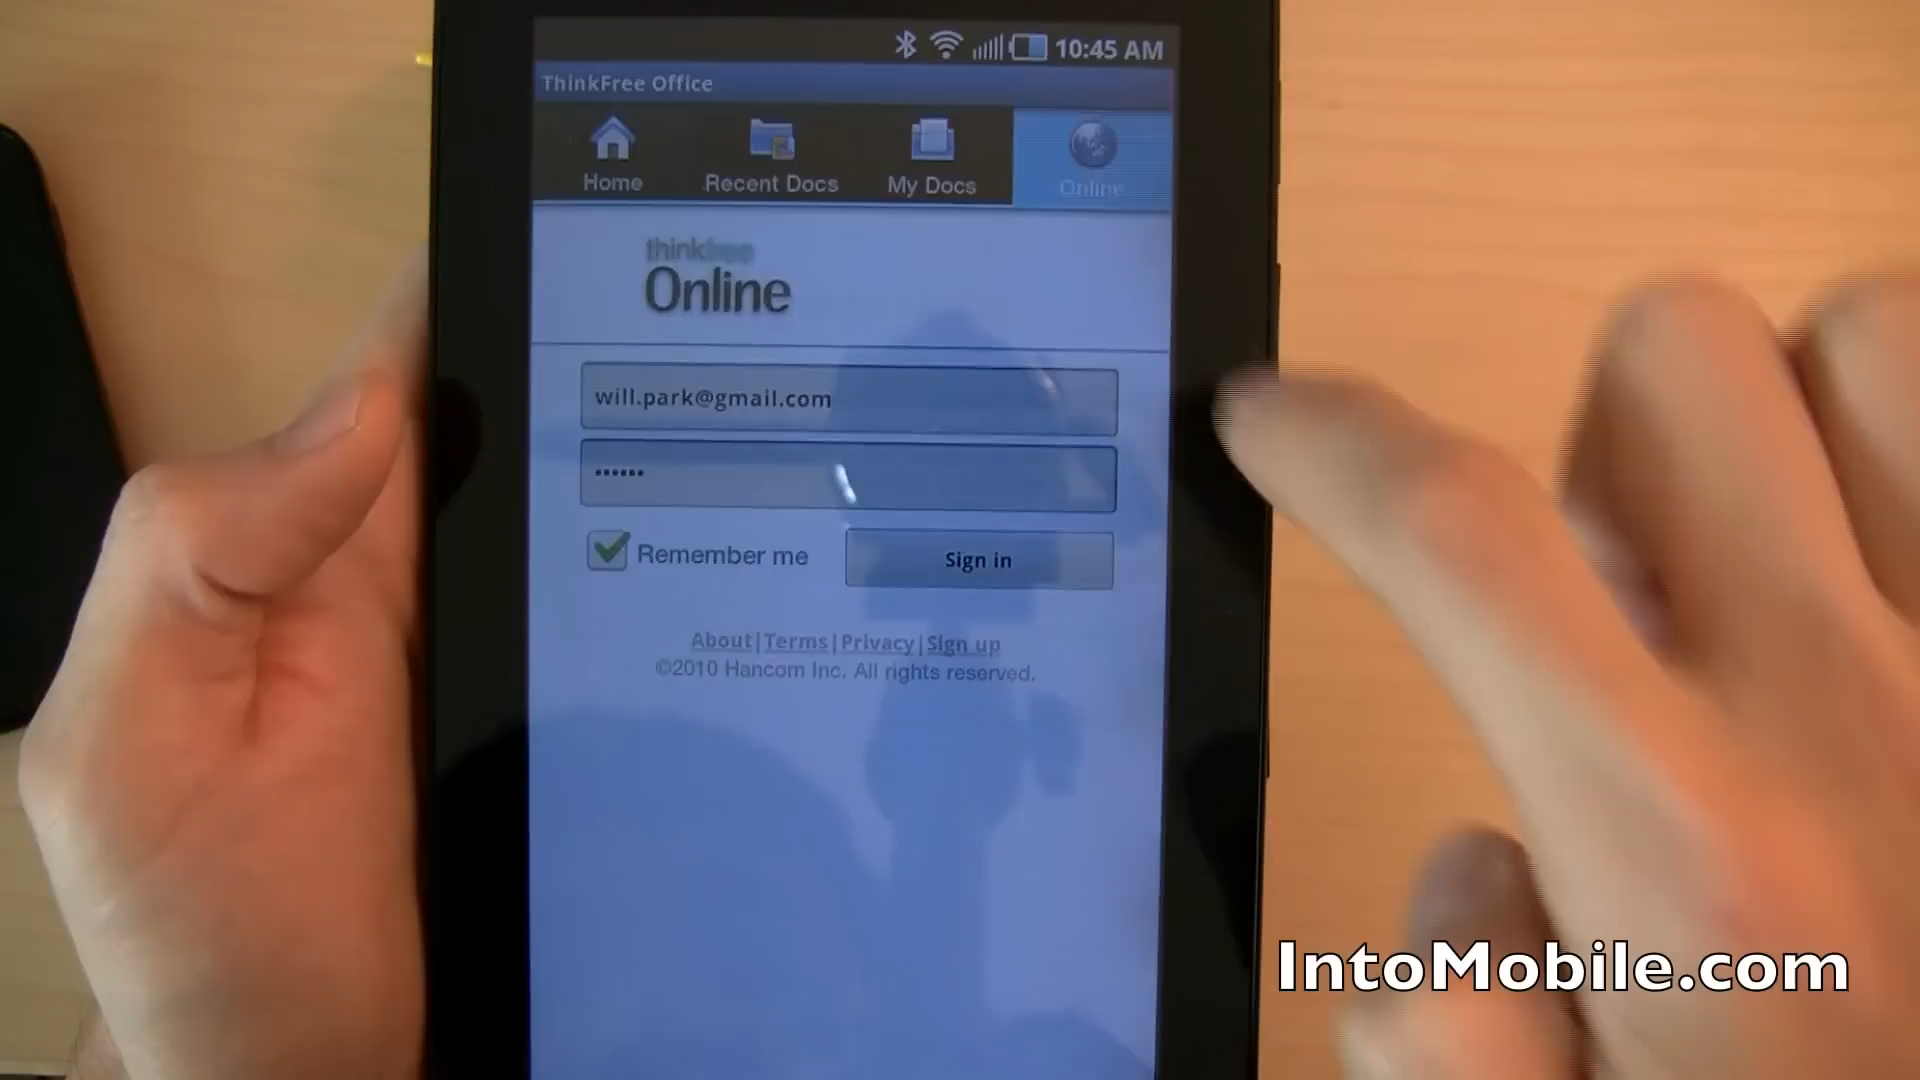 10:45 AM
ThinkFree Office
Home
Recent Docs
My Docs
Online
thinkfree
Online
will.park@gmail.com
••••••
Remember me
Sign in
About|Terms|Privacy|Sign up
©2010 Hancom Inc. All rights reserved.
IntoMobile.com